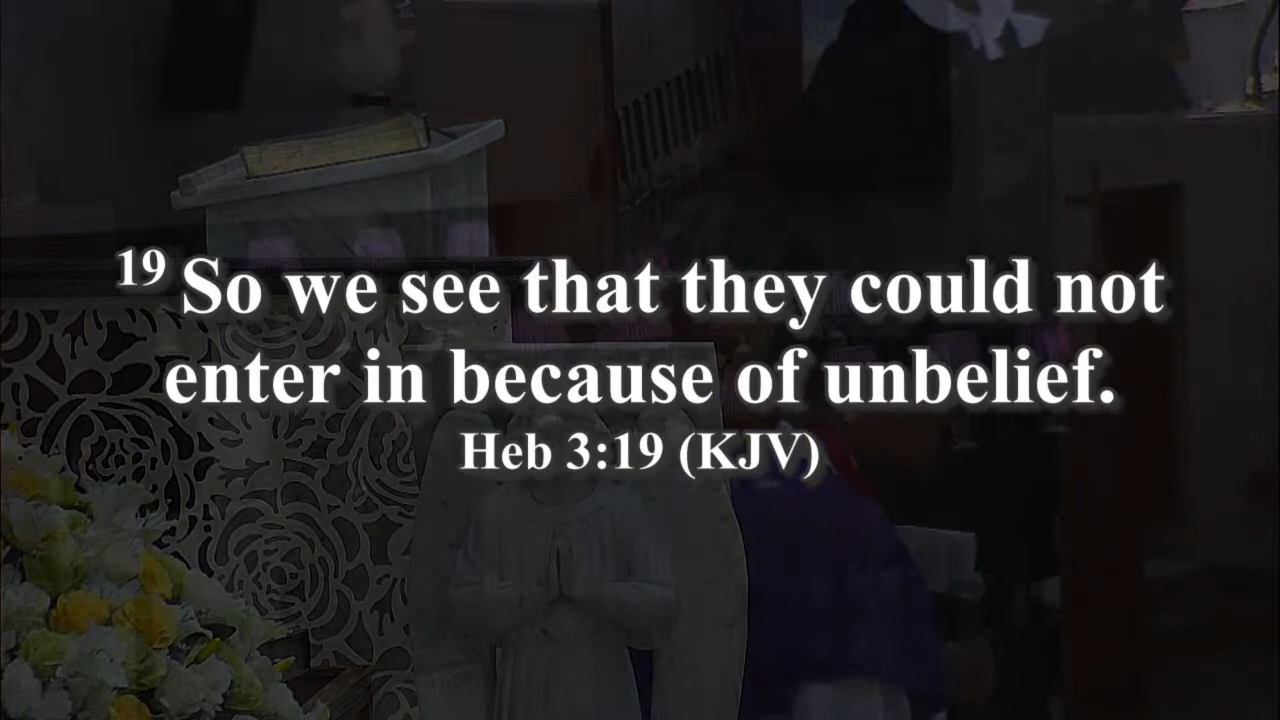 19 So we see that they could not
enter in because of unbelief.
Heb 3:19 (KJV)